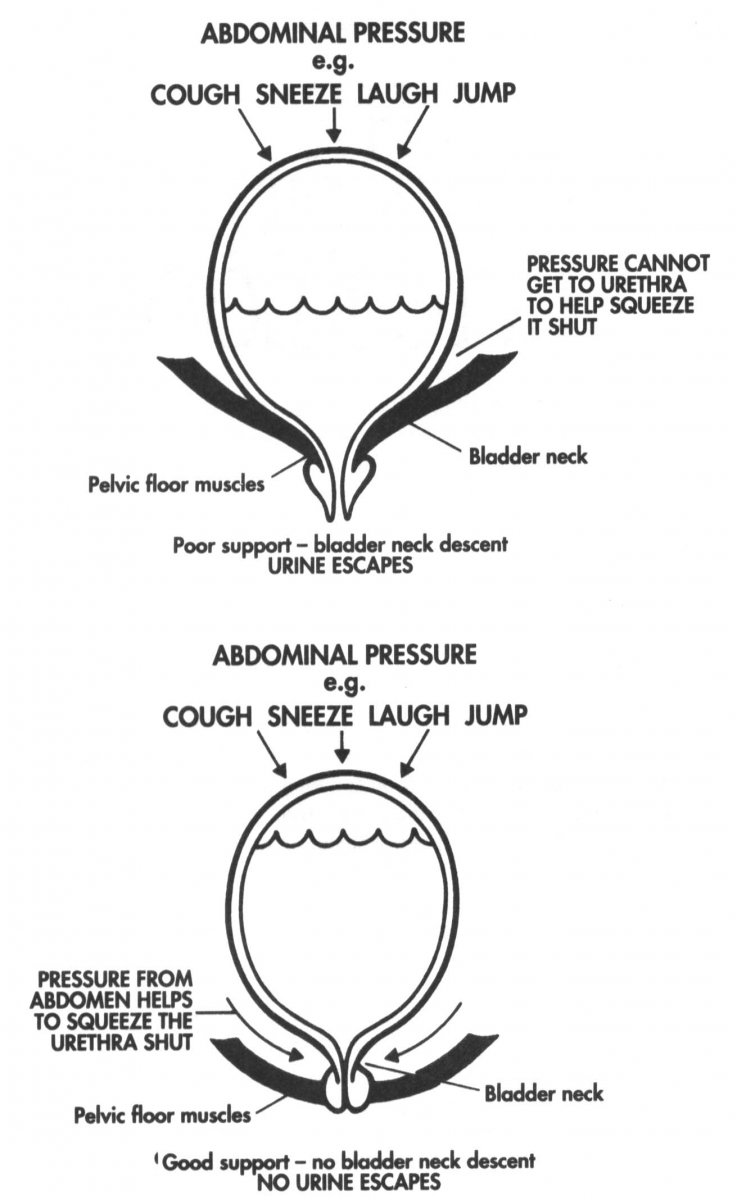 ABDOMINAL PRESSURE
e.g.
COUGH SNEEZE LAUGH JUMP
PRESSURE CANNOT
GET TO URETHRA
TO HELP SQUEEZE
IT SHUT
Bladder neck
Pelvic floor muscles
Poor support – bladder neck descent
URINE ESCAPES
ABDOMINAL PRESSURE
e.g.
COUGH SNEEZE LAUGH JUMP
PRESSURE FROM
ABDOMEN HELPS
TO SQUEEZE THE
URETHRA SHUT
Bladder neck
Pelvic floor muscles
Good support – no bladder neck descent
NO URINE ESCAPES